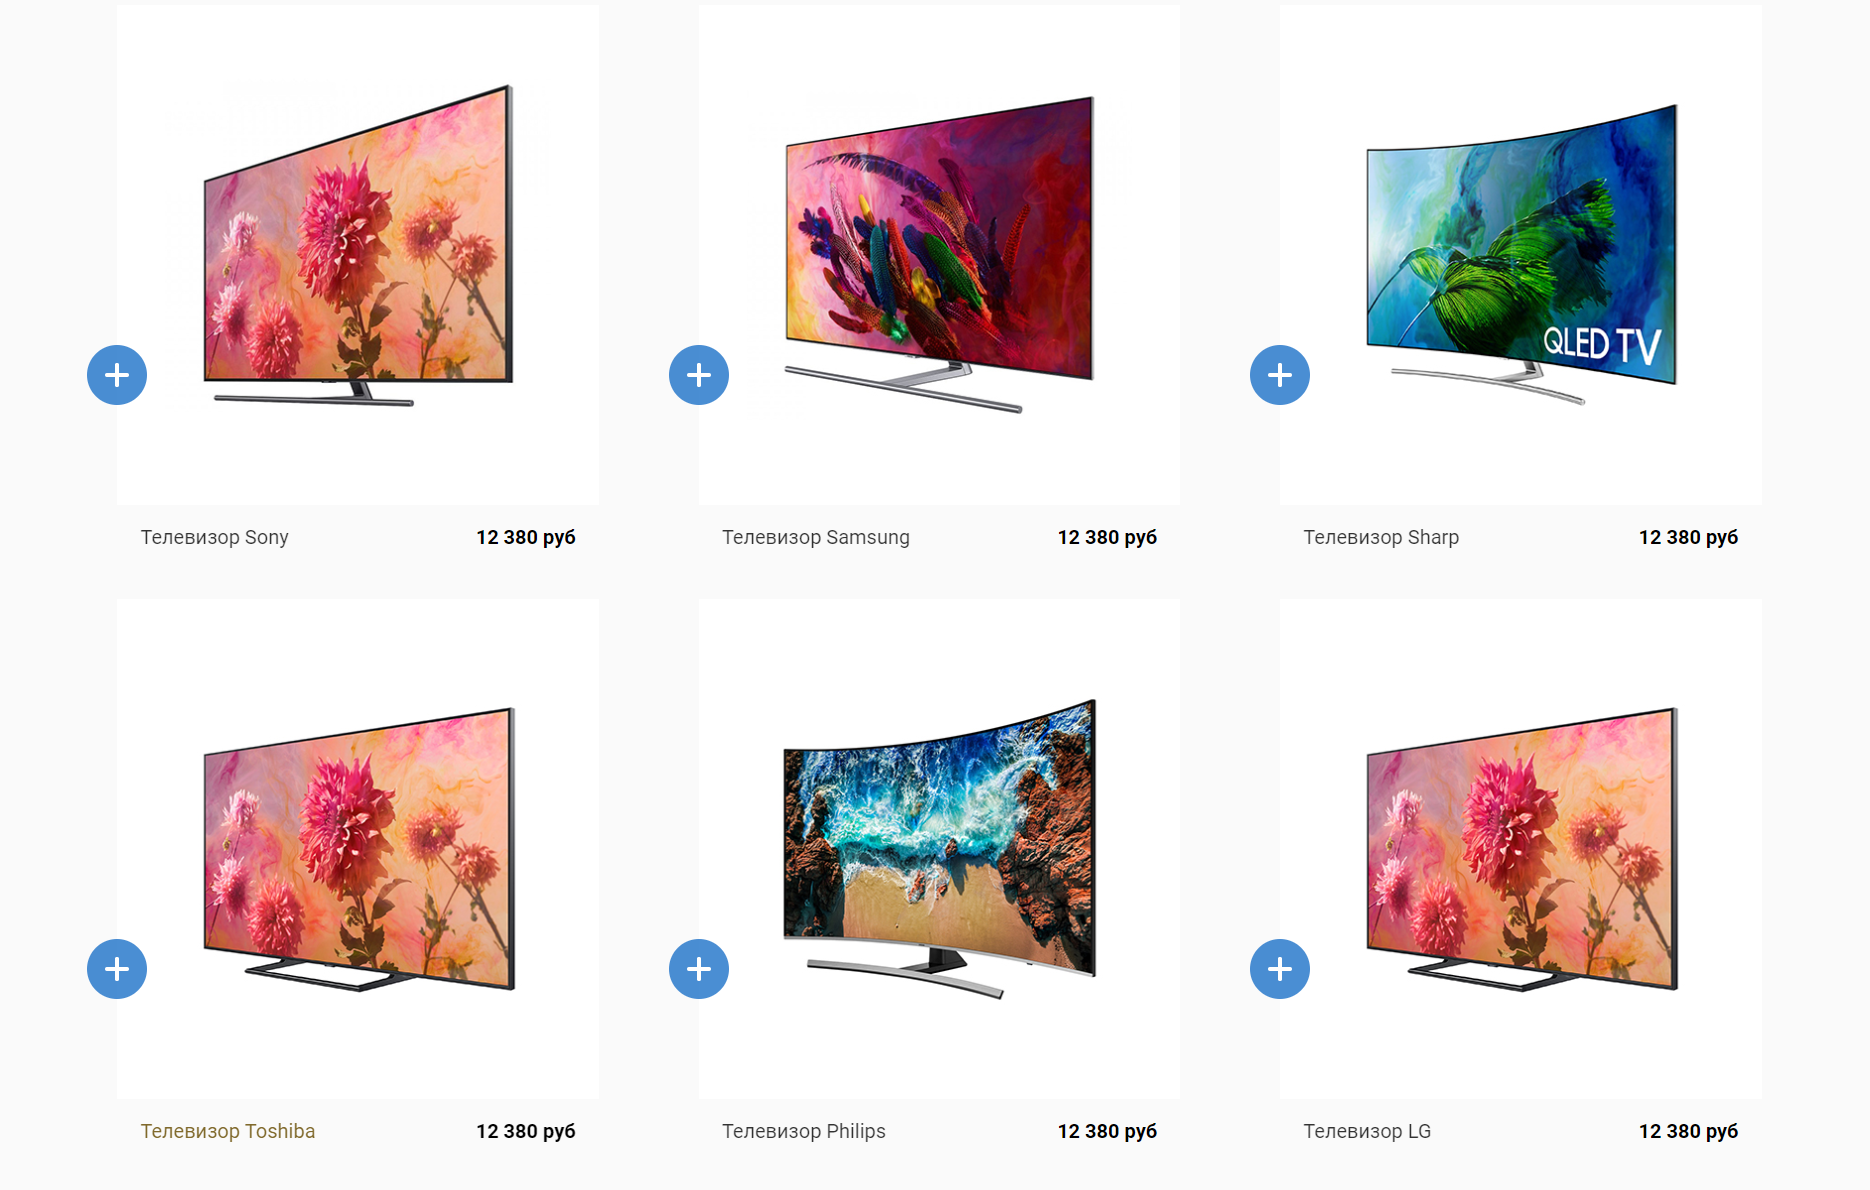 QLED TV
Телевизор Sony 12 380 руб
Телевизор Samsung 12 380 руб
Телевизор Sharp 12 380 руб
Телевизор Toshiba 12 380 руб
Телевизор Philips 12 380 руб
Телевизор LG 12 380 руб